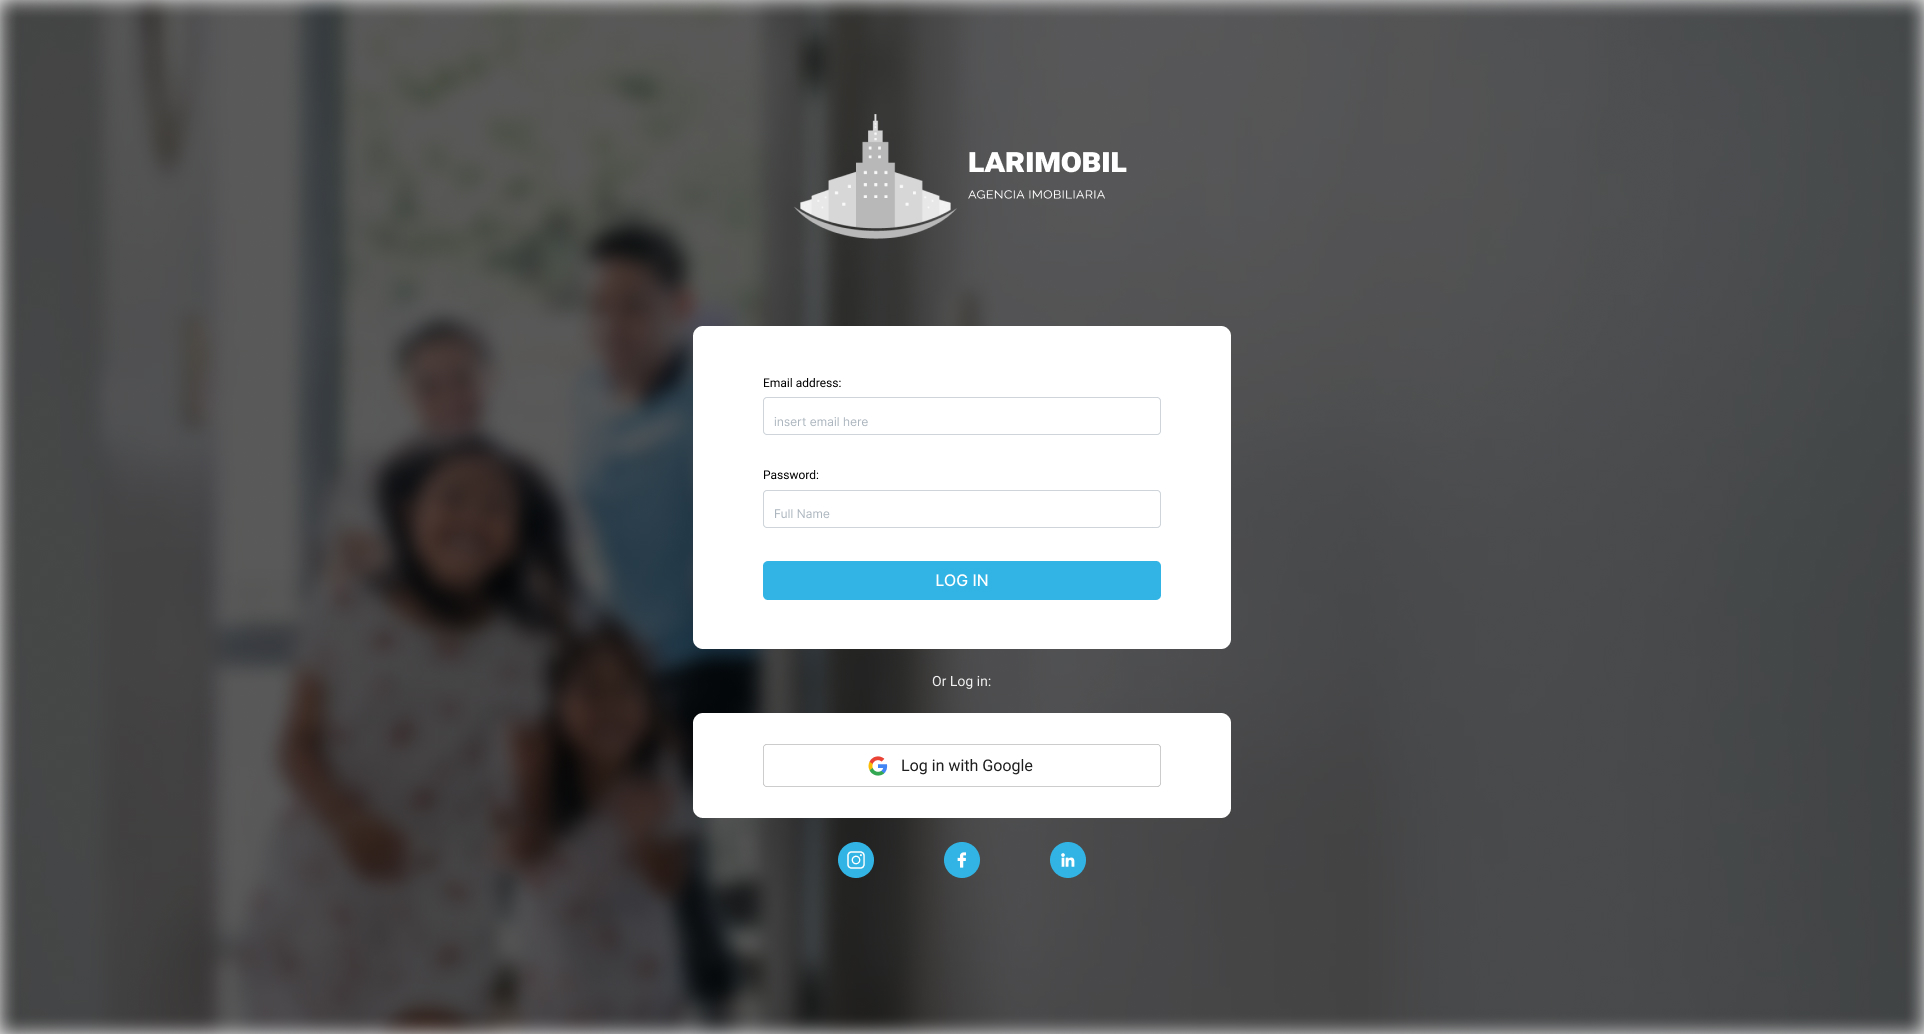 LARIMOBIL
AGENCIA IMOBILIARIA
Email address:
insert email here
Password:
Full Name
LOG IN
Or Log in:
Log in with Google